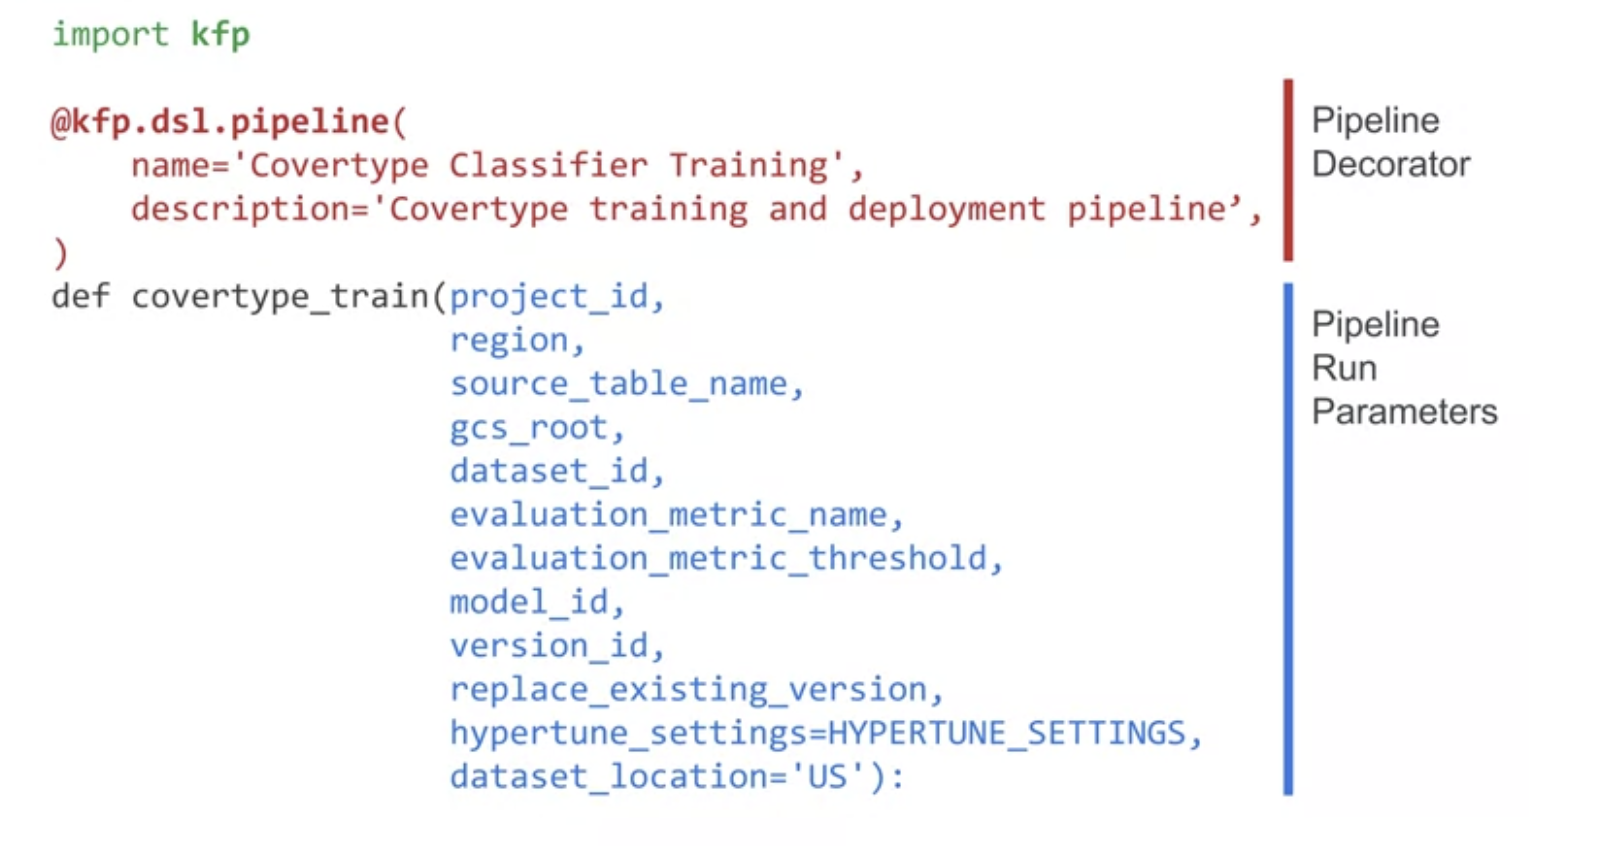 import kfp
@kfp.dsl.pipeline(
    name='Covertype Classifier Training',
    description='Covertype training and deployment pipeline’,
)
def covertype_train(project_id,
                    region,
                    source_table_name,
                    gcs_root,
                    dataset_id,
                    evaluation_metric_name,
                    evaluation_metric_threshold,
                    model_id,
                    version_id,
                    replace_existing_version,
                    hypertune_settings=HYPERTUNE_SETTINGS,
                    dataset_location='US'):
Pipeline
Decorator
Pipeline
Run
Parameters